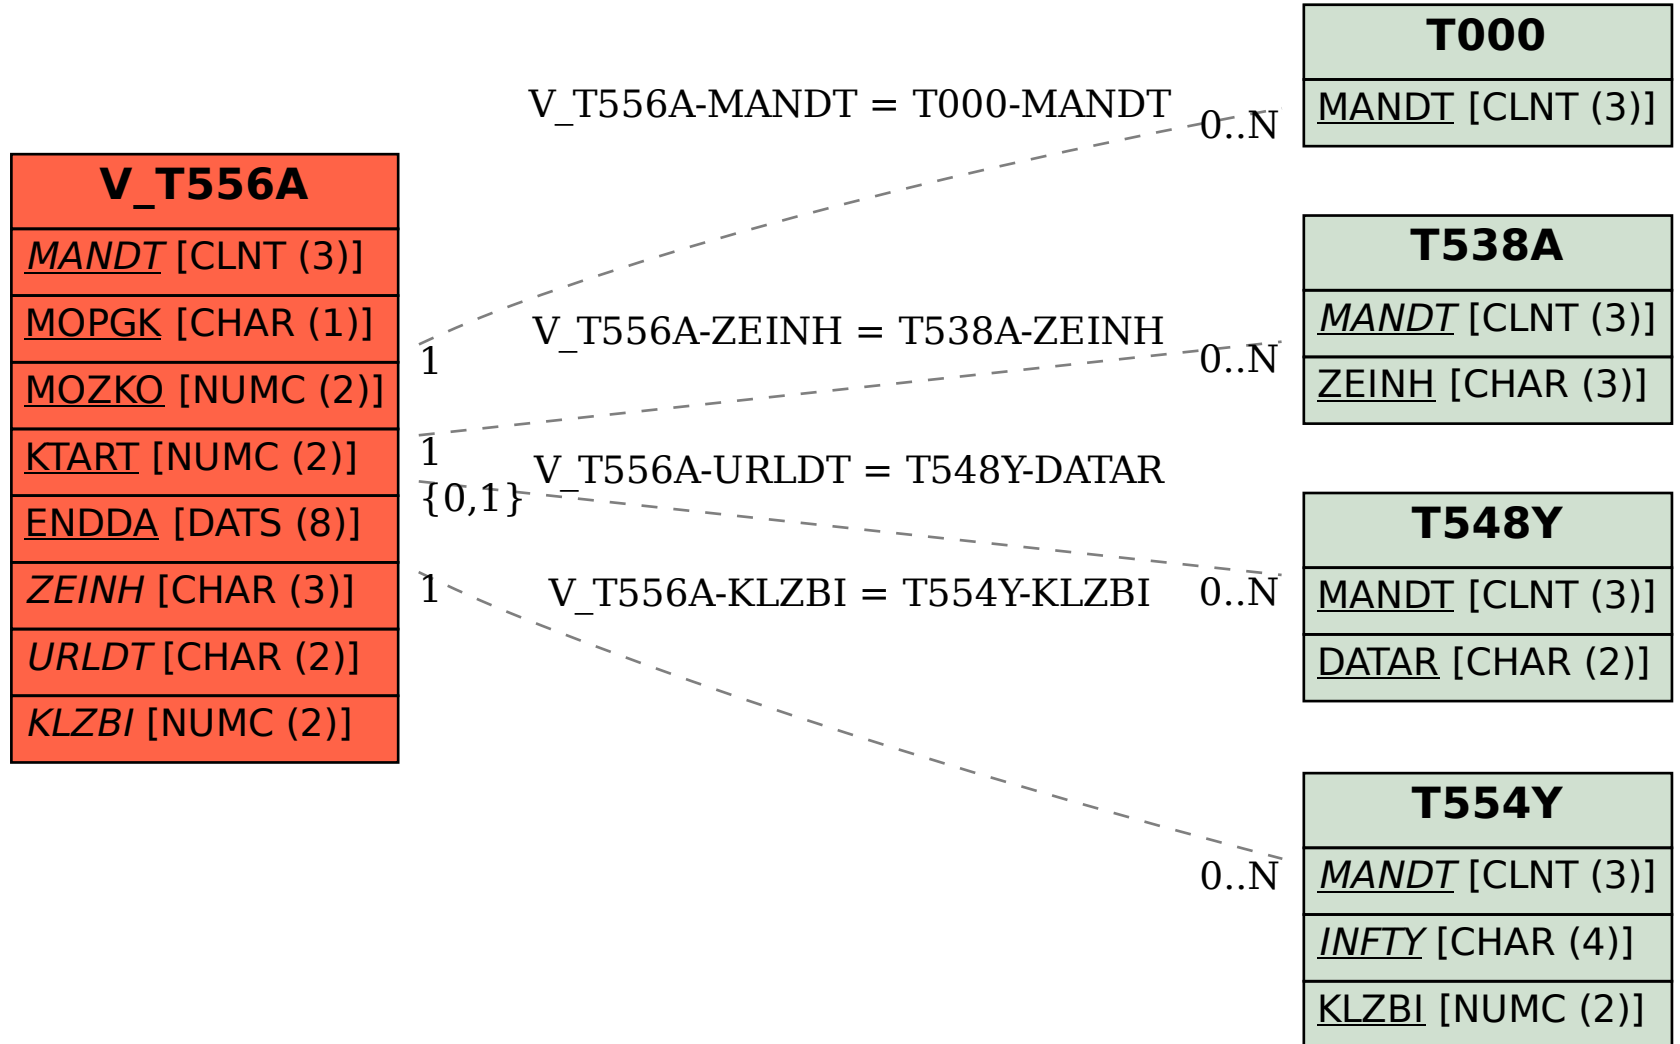 V_T556A
MANDT [CLNT (3)]
MOPGK [CHAR (1)]
MOZKO [NUMC (2)]
KTART [NUMC (2)]
ENDDA [DATS (8)]
ZEINH [CHAR (3)]
URLDT [CHAR (2)]
KLZBI [NUMC (2)]
V_T556A-MANDT = T000-MANDT
0..N
1
V_T556A-ZEINH = T538A-ZEINH
0..N
1
V_T556A-URLDT = T548Y-DATAR
{0,1}
0..N
V_T556A-KLZBI = T554Y-KLZBI
1
0..N
T000
MANDT [CLNT (3)]
T538A
MANDT [CLNT (3)]
ZEINH [CHAR (3)]
T548Y
MANDT [CLNT (3)]
DATAR [CHAR (2)]
T554Y
MANDT [CLNT (3)]
INFTY [CHAR (4)]
KLZBI [NUMC (2)]